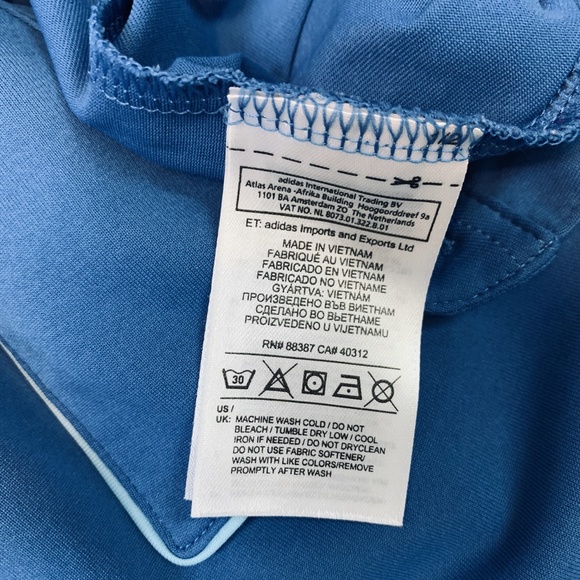 adidas International Trading BV
Atlas Arena -Afrika Building Hoogoorddreef 9a
1101 BA Amsterdam ZO The Netherlands
VAT NO. NL 8073.01.322.B.01
ET: adidas Imports and Exports Ltd
MADE IN VIETNAM
FABRIQUÉ AU VIETNAM
FABRICADO EN VIETNAM
FABRICADO NO VIETNAME
GYÁRTVA: VIETNÁM
ПРОИЗВЕДЕНО ВЪВ ВИЕТНАМ
СДЕЛАНО ВО ВЬЕТНАМЕ
PROIZVEDENO U VIJETNAMU
RN# 88387 CA# 40312
30
US /
UK: MACHINE WASH COLD / DO NOT
BLEACH / TUMBLE DRY LOW / COOL
IRON IF NEEDED / DO NOT DRYCLEAN
DO NOT USE FABRIC SOFTENER/
WASH WITH LIKE COLORS/REMOVE
PROMPTLY AFTER WASH